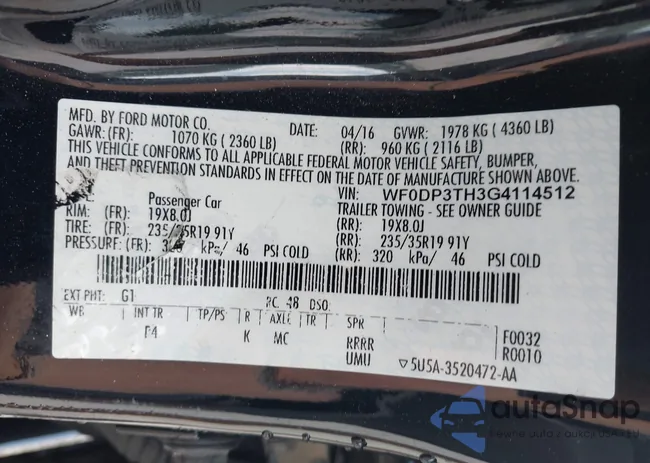 MFD. BY FORD MOTOR CO. DATE: 04/16 GVWR: 1978 KG ( 4360 LB)
GAWR: (FR): 1070 KG ( 2360 LB) (RR): 960 KG ( 2116 LB)
THIS VEHICLE CONFORMS TO ALL APPLICABLE FEDERAL MOTOR VEHICLE SAFETY, BUMPER,
AND THEFT PREVENTION STANDARDS IN EFFECT ON THE DATE OF MANUFACTURE SHOWN ABOVE.
VIN: WF0DP3TH3G4114512
Passenger Car TRAILER TOWING - SEE OWNER GUIDE
RIM: (FR): 19X8.0J (RR): 19X8.0J
TIRE: (FR): 235/35R19 91Y (RR): 235/35R19 91Y
PRESSURE: (FR): 320 kPa/ 46 PSI COLD (RR): 320 kPa/ 46 PSI COLD
EXT PNT: G1 RC: 48 DSO:
WB INT TR TP/PS R AXLE TR SPR F0032
K MC RRRR R0010
UMU ▽5U5A-3520472-AA
autoSnap